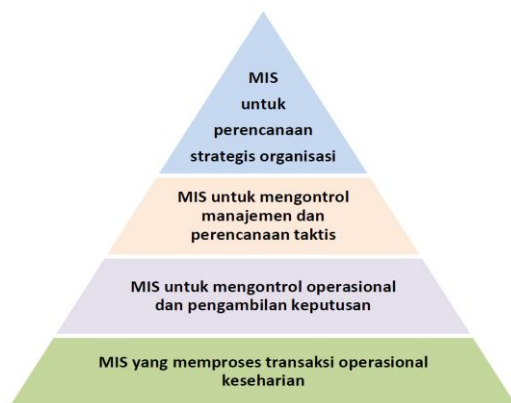 MIS
untuk
perencanaan
strategis organisasi
MIS untuk mengontrol
manajemen dan
perencanaan taktis
MIS untuk mengontrol operasional
dan pengambilan keputusan
MIS yang memproses transaksi operasional
keseharian